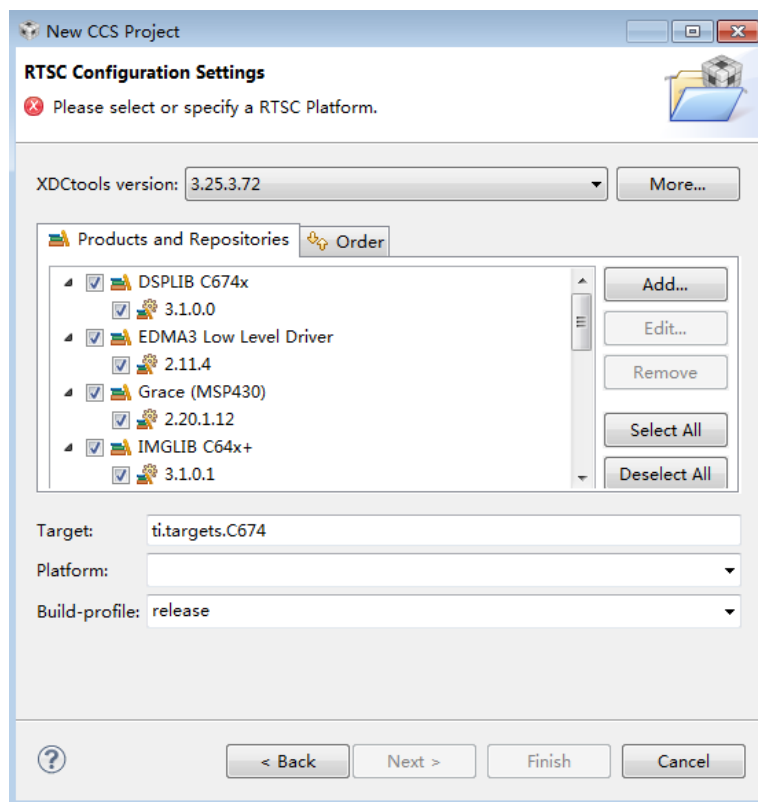 New CCS Project
RTSC Configuration Settings
Please select or specify a RTSC Platform.
XDCtools version: 3.25.3.72 More...
Products and Repositories Order
DSPLIB C674x
3.1.0.0
EDMA3 Low Level Driver
2.11.4
Grace (MSP430)
2.20.1.12
IMGLIB C64x+
3.1.0.1
Add...
Edit...
Remove
Select All
Deselect All
Target: ti.targets.C674
Platform:
Build-profile: release
? < Back Next > Finish Cancel